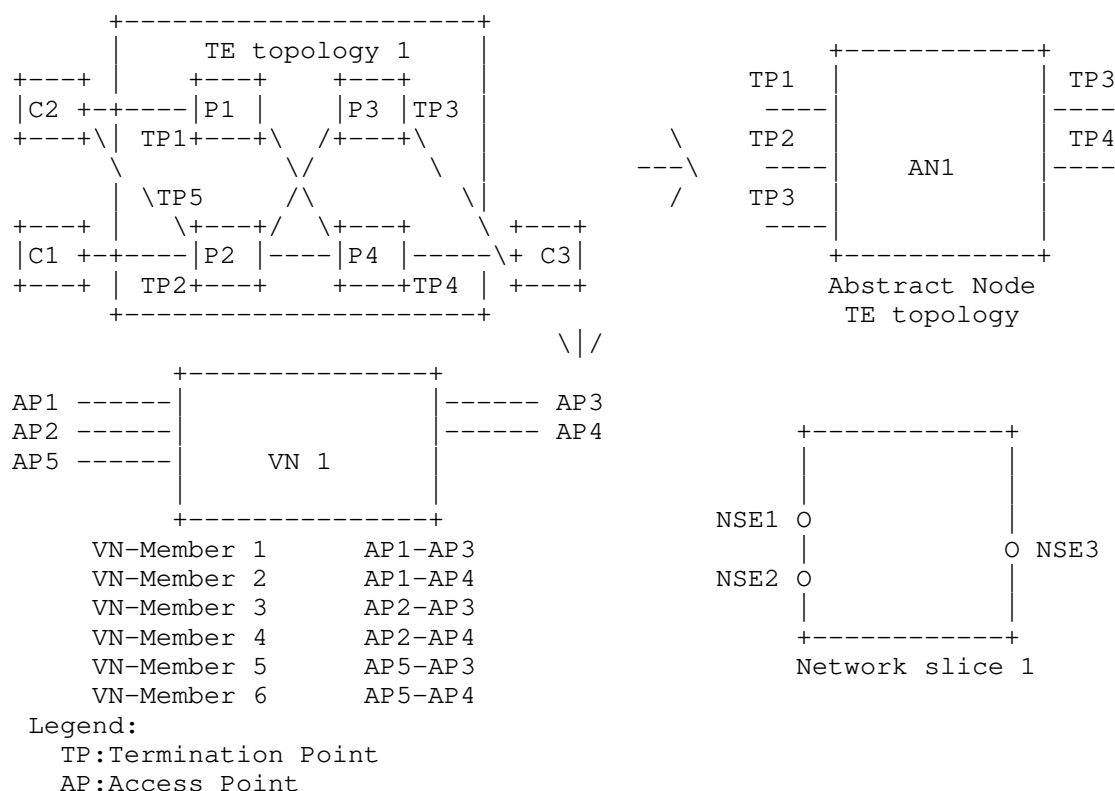 TE topology 1
C2 P1 P3 TP3
TP1
TP5
C1 P2 P4 C3
TP2 TP4
TP1 TP3
TP2 TP4
AN1
TP3
Abstract Node
TE topology
AP1 AP3
AP2 AP4
AP5 VN 1
VN-Member 1 AP1-AP3
VN-Member 2 AP1-AP4
VN-Member 3 AP2-AP3
VN-Member 4 AP2-AP4
VN-Member 5 AP5-AP3
VN-Member 6 AP5-AP4
NSE1 O
O NSE3
NSE2 O
Network slice 1
Legend:
TP:Termination Point
AP:Access Point